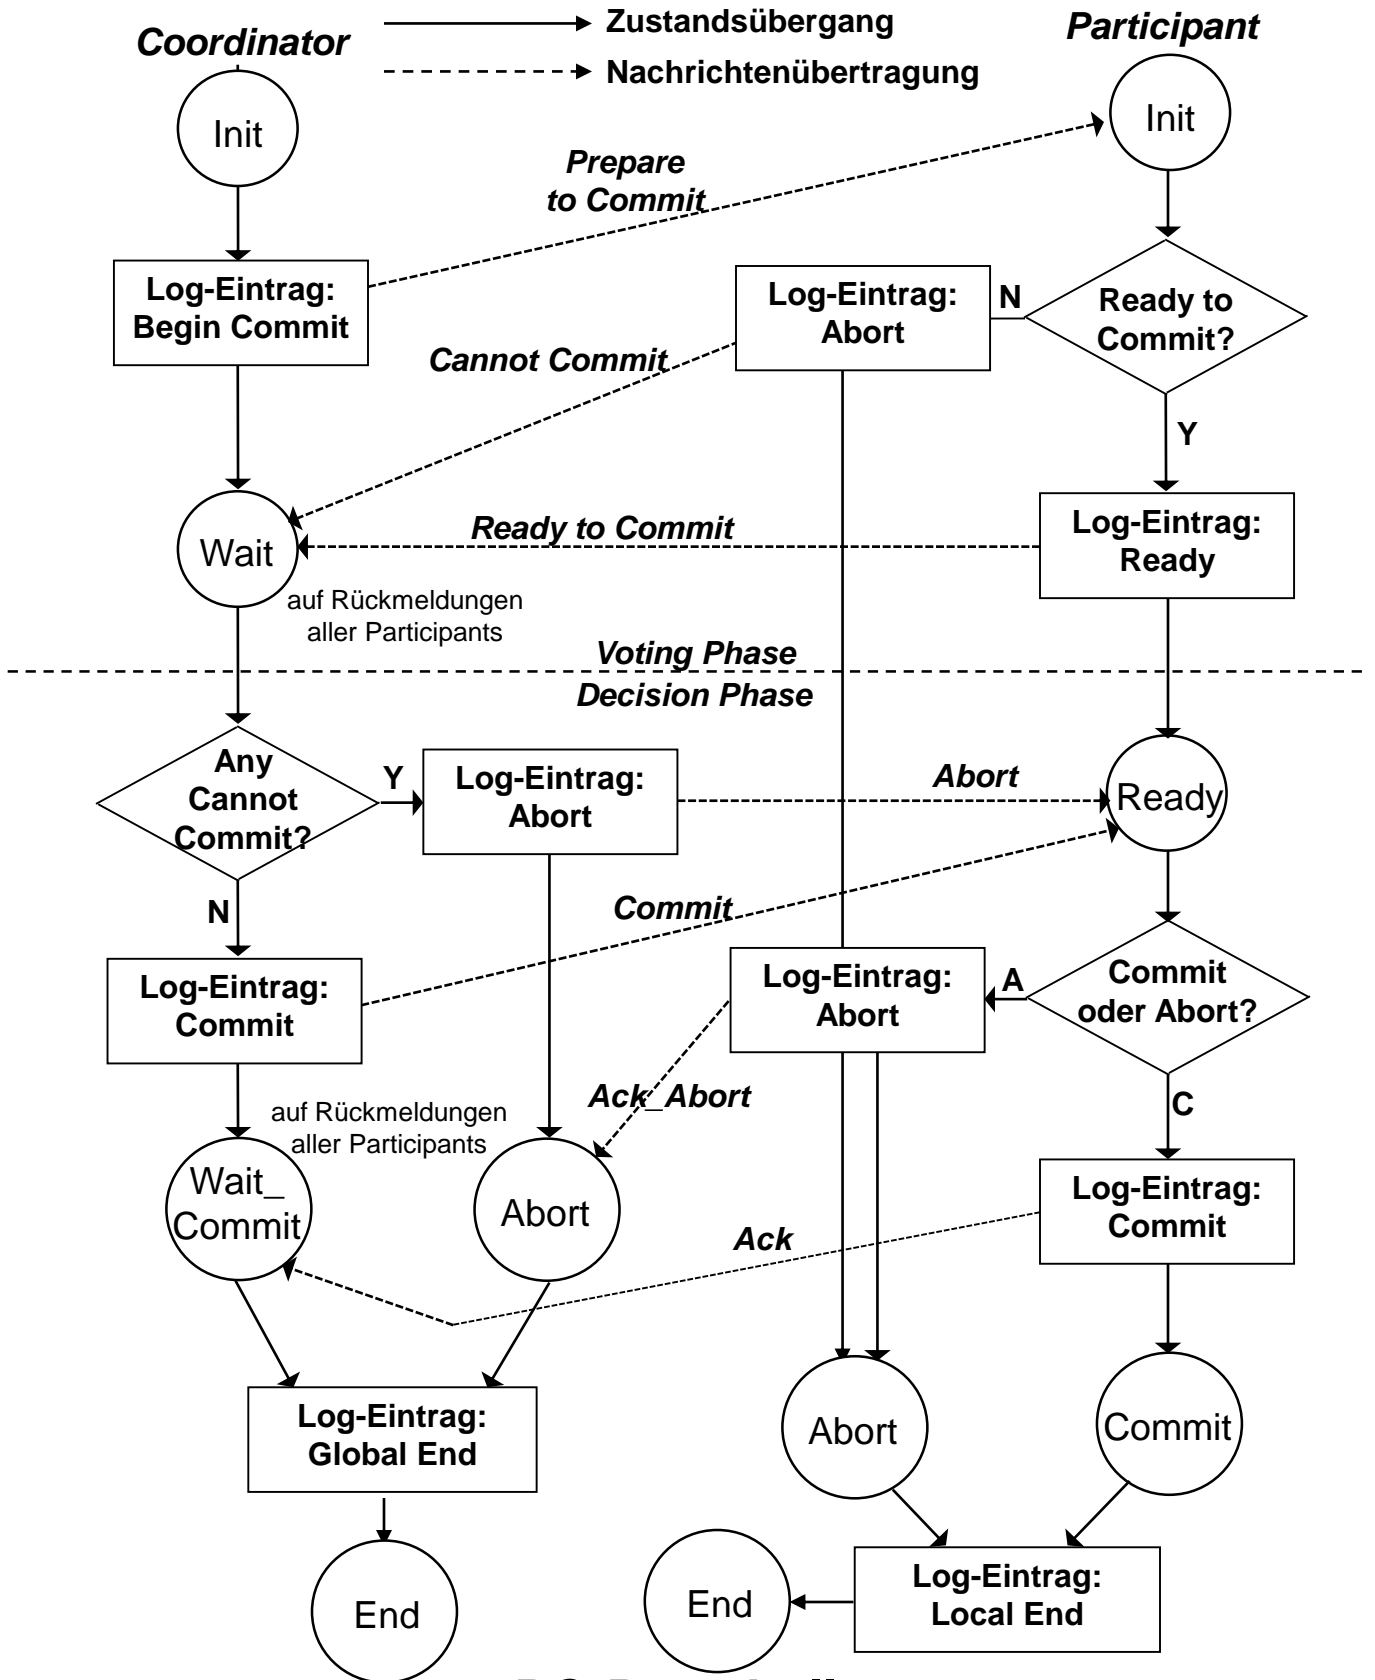 Coordinator
Zustandsübergang
Participant
Nachrichtenübertragung
Init
Init
Prepare
to Commit
Log-Eintrag:
Begin Commit
Log-Eintrag:
Abort
N
Ready to
Commit?
Cannot Commit
Y
Wait
Ready to Commit
Log-Eintrag:
Ready
auf Rückmeldungen
aller Participants
Voting Phase
Decision Phase
Any
Cannot
Commit?
Y
Log-Eintrag:
Abort
Abort
Ready
N
Commit
Log-Eintrag:
Commit
Log-Eintrag:
Abort
A
Commit
oder Abort?
auf Rückmeldungen
aller Participants
Ack_Abort
C
Wait_
Commit
Abort
Log-Eintrag:
Commit
Ack
Log-Eintrag:
Global End
Abort
Commit
End
End
Log-Eintrag:
Local End